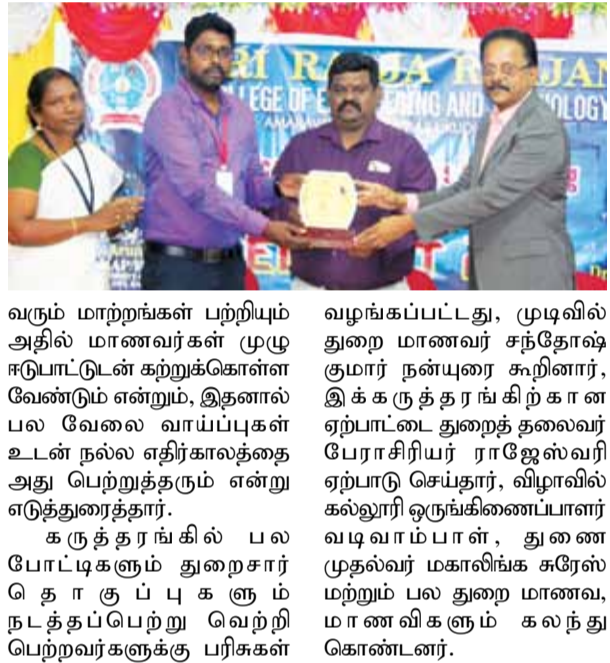 SRI RAAJA RAAJAN
COLLEGE OF ENGINEERING AND TECHNOLOGY
வரும் மாற்றங்கள் பற்றியும்
அதில் மாணவர்கள் முழு
ஈடுபாட்டுடன் கற்றுக்கொள்ள
வேண்டும் என்றும், இதனால்
பல வேலை வாய்ப்புகள்
உடன் நல்ல எதிர்காலத்தை
அது பெற்றுத்தரும் என்று
எடுத்துரைத்தார்.
கருத்தரங்கில் பல
போட்டிகளும் துறைசார்
தொகுப்புகளும்
நடத்தப்பெற்று வெற்றி
பெற்றவர்களுக்கு பரிசுகள்
வழங்கப்பட்டது, முடிவில்
துறை மாணவர் சந்தோஷ்
குமார் நன்யுரை கூறினார்,
இக்கருத்தரங்கிற்கான
ஏற்பாட்டை துறைத் தலைவர்
பேராசிரியர் ராஜேஸ்வரி
ஏற்பாடு செய்தார், விழாவில்
கல்லூரி ஒருங்கிணைப்பாளர்
வடிவாம்பாள், துணை
முதல்வர் மகாலிங்க சுரேஸ்
மற்றும் பல துறை மாணவ,
மாணவிகளும் கலந்து
கொண்டனர்.